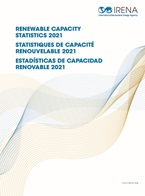 IRENA
International Renewable Energy Agency
RENEWABLE CAPACITY
STATISTICS 2021
STATISTIQUES DE CAPACITÉ
RENOUVELABLE 2021
ESTADÍSTICAS DE CAPACIDAD
RENOVABLE 2021